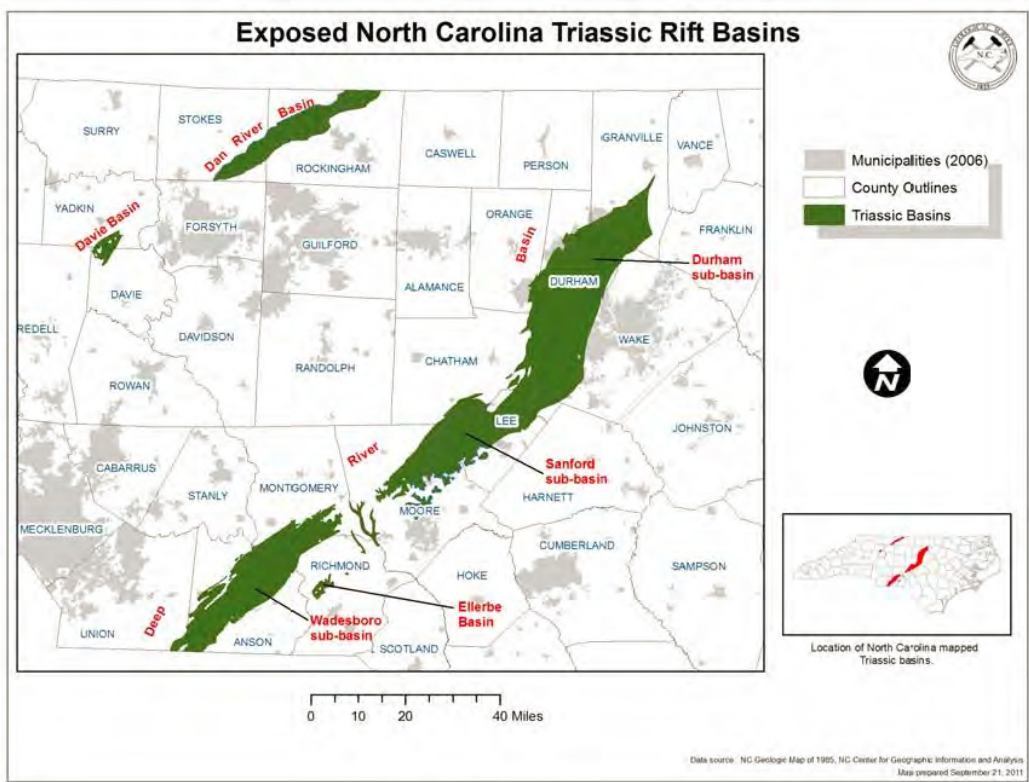 Exposed North Carolina Triassic Rift Basins
N.C.
SURRY
STOKES
Dan River Basin
ROCKINGHAM
CASWELL
PERSON
GRANVILLE
VANCE
Municipalities (2006)
County Outlines
Triassic Basins
YADKIN
Davie Basin
FORSYTH
GUILFORD
ORANGE
Basin
FRANKLIN
Durham
sub-basin
DURHAM
ALAMANCE
DAVIE
REDELL
DAVIDSON
WAKE
RANDOLPH
CHATHAM
ROWAN
N
LEE
JOHNSTON
River
Sanford
sub-basin
CABARRUS
STANLY
MONTGOMERY
HARNETT
MOORE
MECKLENBURG
CUMBERLAND
RICHMOND
HOKE
SAMPSON
Ellerbe
Basin
Deep
Wadesboro
sub-basin
UNION
ANSON
SCOTLAND
Location of North Carolina mapped
Triassic basins.
0 10 20 40 Miles
Data source: NC Geologic Map of 1985, NC Center for Geographic Information and Analysis
Map prepared September 21, 2011